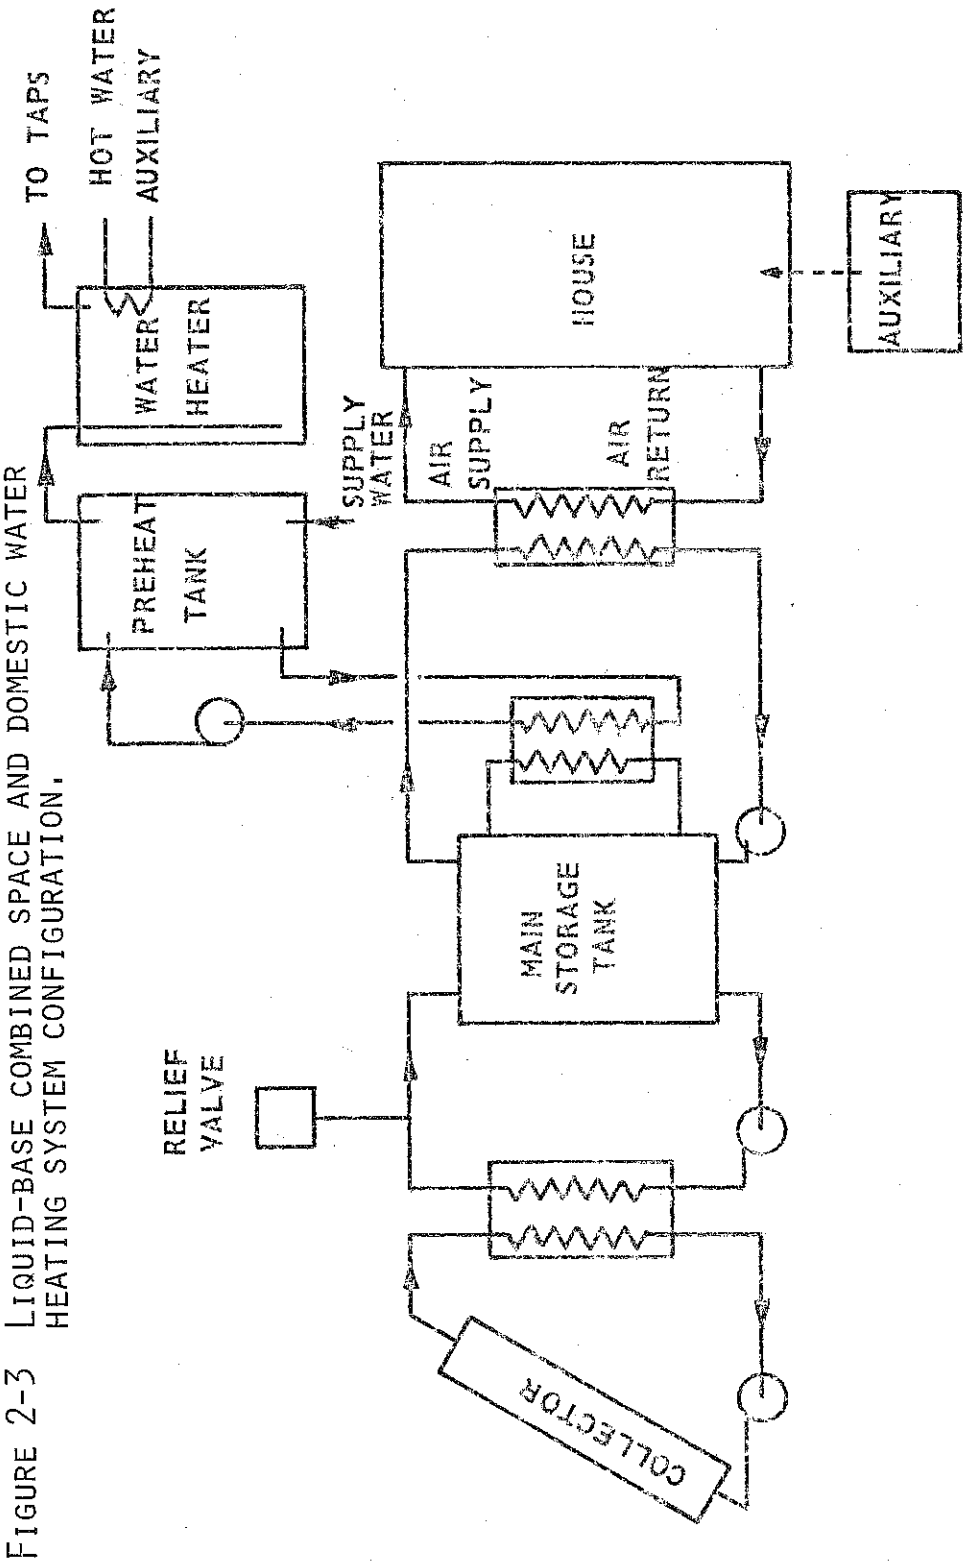 FIGURE 2-3 LIQUID-BASE COMBINED SPACE AND DOMESTIC WATER
HEATING SYSTEM CONFIGURATION.
TO TAPS
HOT WATER
AUXILIARY
WATER
HEATER
PREHEAT
TANK
SUPPLY
WATER
RELIEF
VALVE
AIR
SUPPLY
HOUSE
AIR
RETURN
MAIN
STORAGE
TANK
COLLECTOR
AUXILIARY